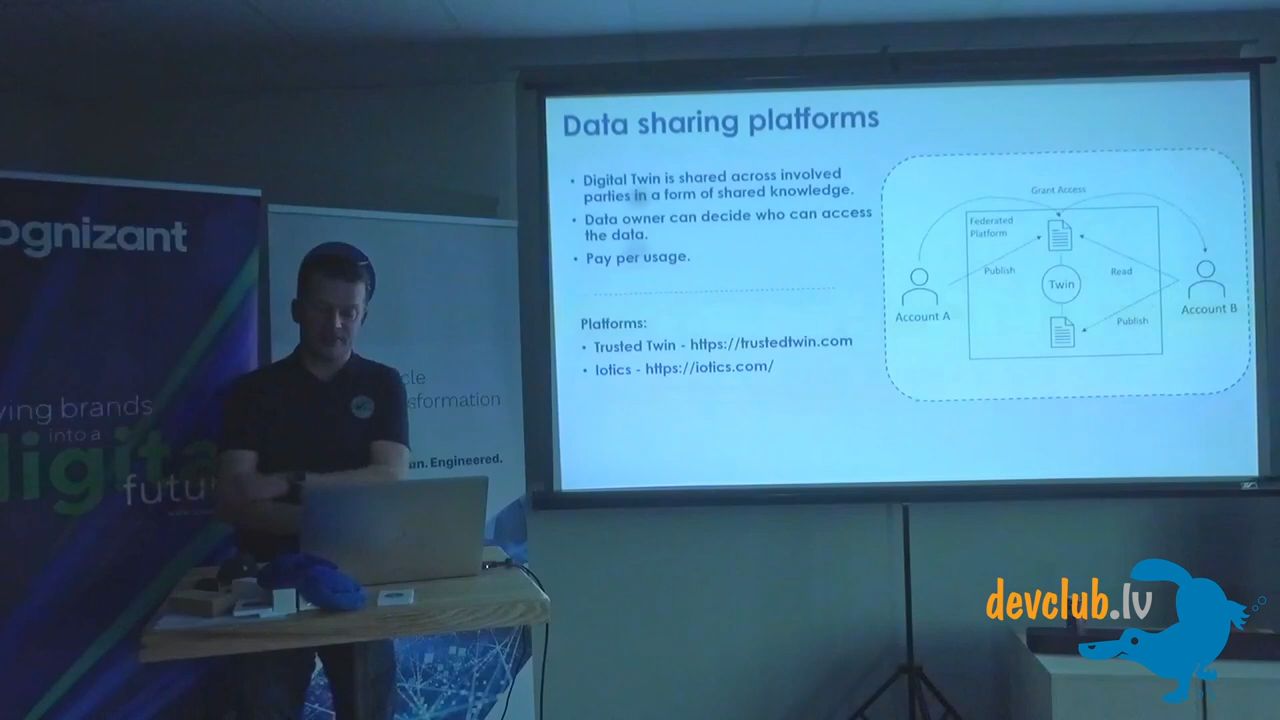 Data sharing platforms
• Digital Twin is shared across involved
parties in a form of shared knowledge.
• Data owner can decide who can access
the data.
• Pay per usage.
Platforms:
• Trusted Twin - https://trustedtwin.com
• Iotics - https://iotics.com/
Grant Access
Federated
Platform
Publish
Read
Twin
Account A
Account B
Publish
ognizant
ying brands
into a
digita
futu
cle
sformation
an. Engineered.
devclub.lv